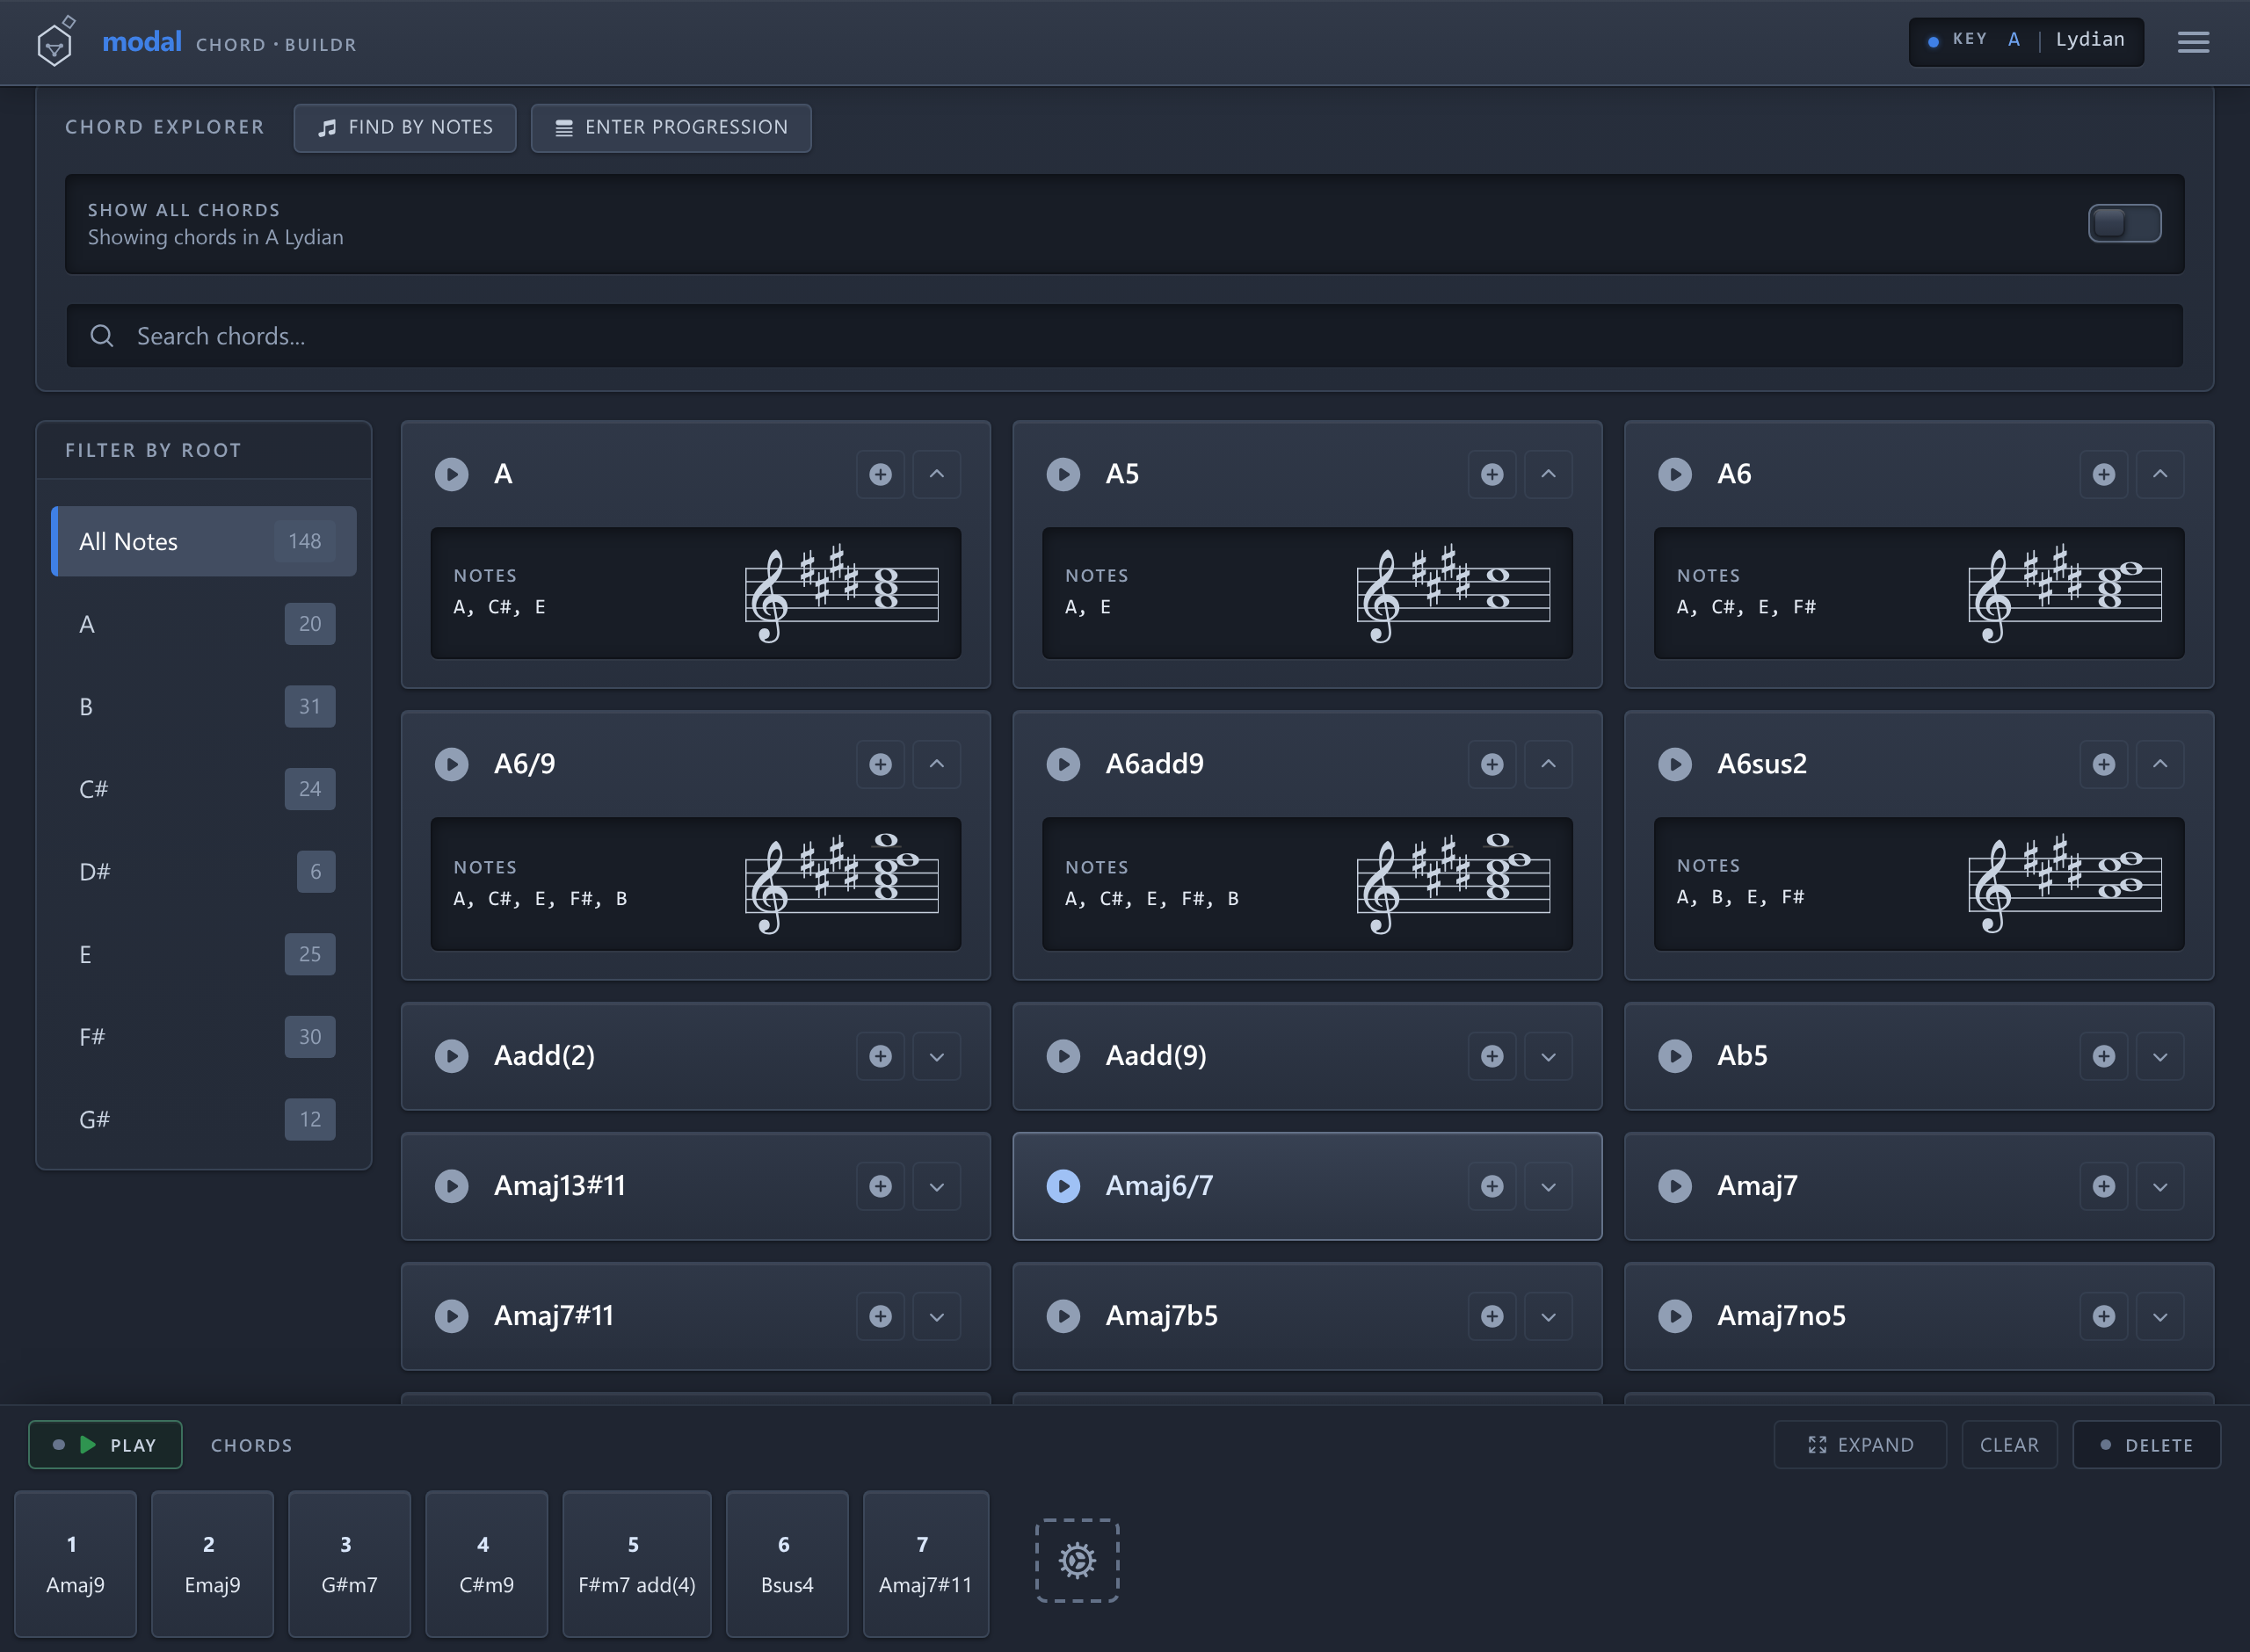 modal CHORD · BUILDR
KEY A | Lydian
CHORD EXPLORER
FIND BY NOTES
ENTER PROGRESSION
SHOW ALL CHORDS
Showing chords in A Lydian
Search chords...
FILTER BY ROOT
All Notes 148
A 20
B 31
C# 24
D# 6
E 25
F# 30
G# 12
A
NOTES
A, C#, E
A5
NOTES
A, E
A6
NOTES
A, C#, E, F#
A6/9
NOTES
A, C#, E, F#, B
A6add9
NOTES
A, C#, E, F#, B
A6sus2
NOTES
A, B, E, F#
Aadd(2)
Aadd(9)
Ab5
Amaj13#11
Amaj6/7
Amaj7
Amaj7#11
Amaj7b5
Amaj7no5
PLAY
CHORDS
EXPAND
CLEAR
DELETE
1
Amaj9
2
Emaj9
3
G#m7
4
C#m9
5
F#m7 add(4)
6
Bsus4
7
Amaj7#11